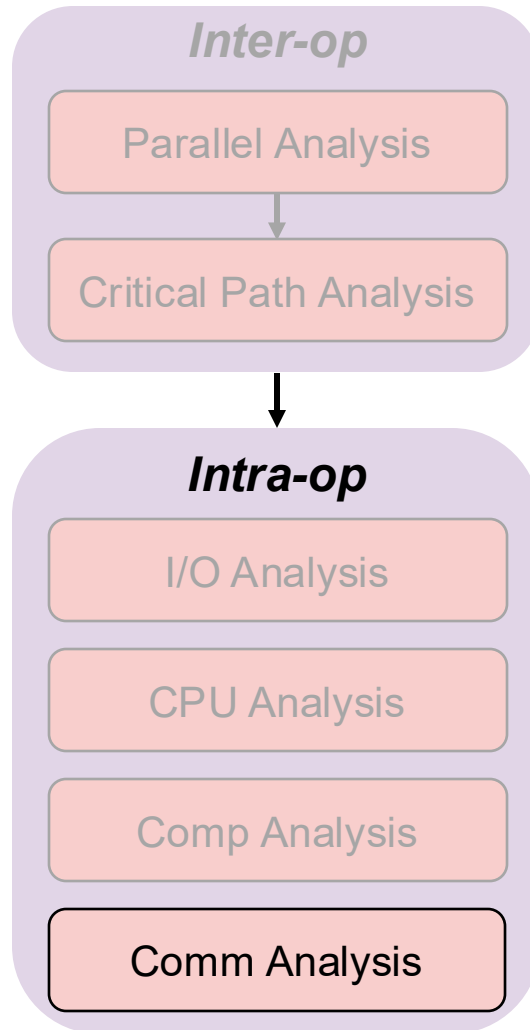 Inter-op
Parallel Analysis
Critical Path Analysis
Intra-op
I/O Analysis
CPU Analysis
Comp Analysis
Comm Analysis